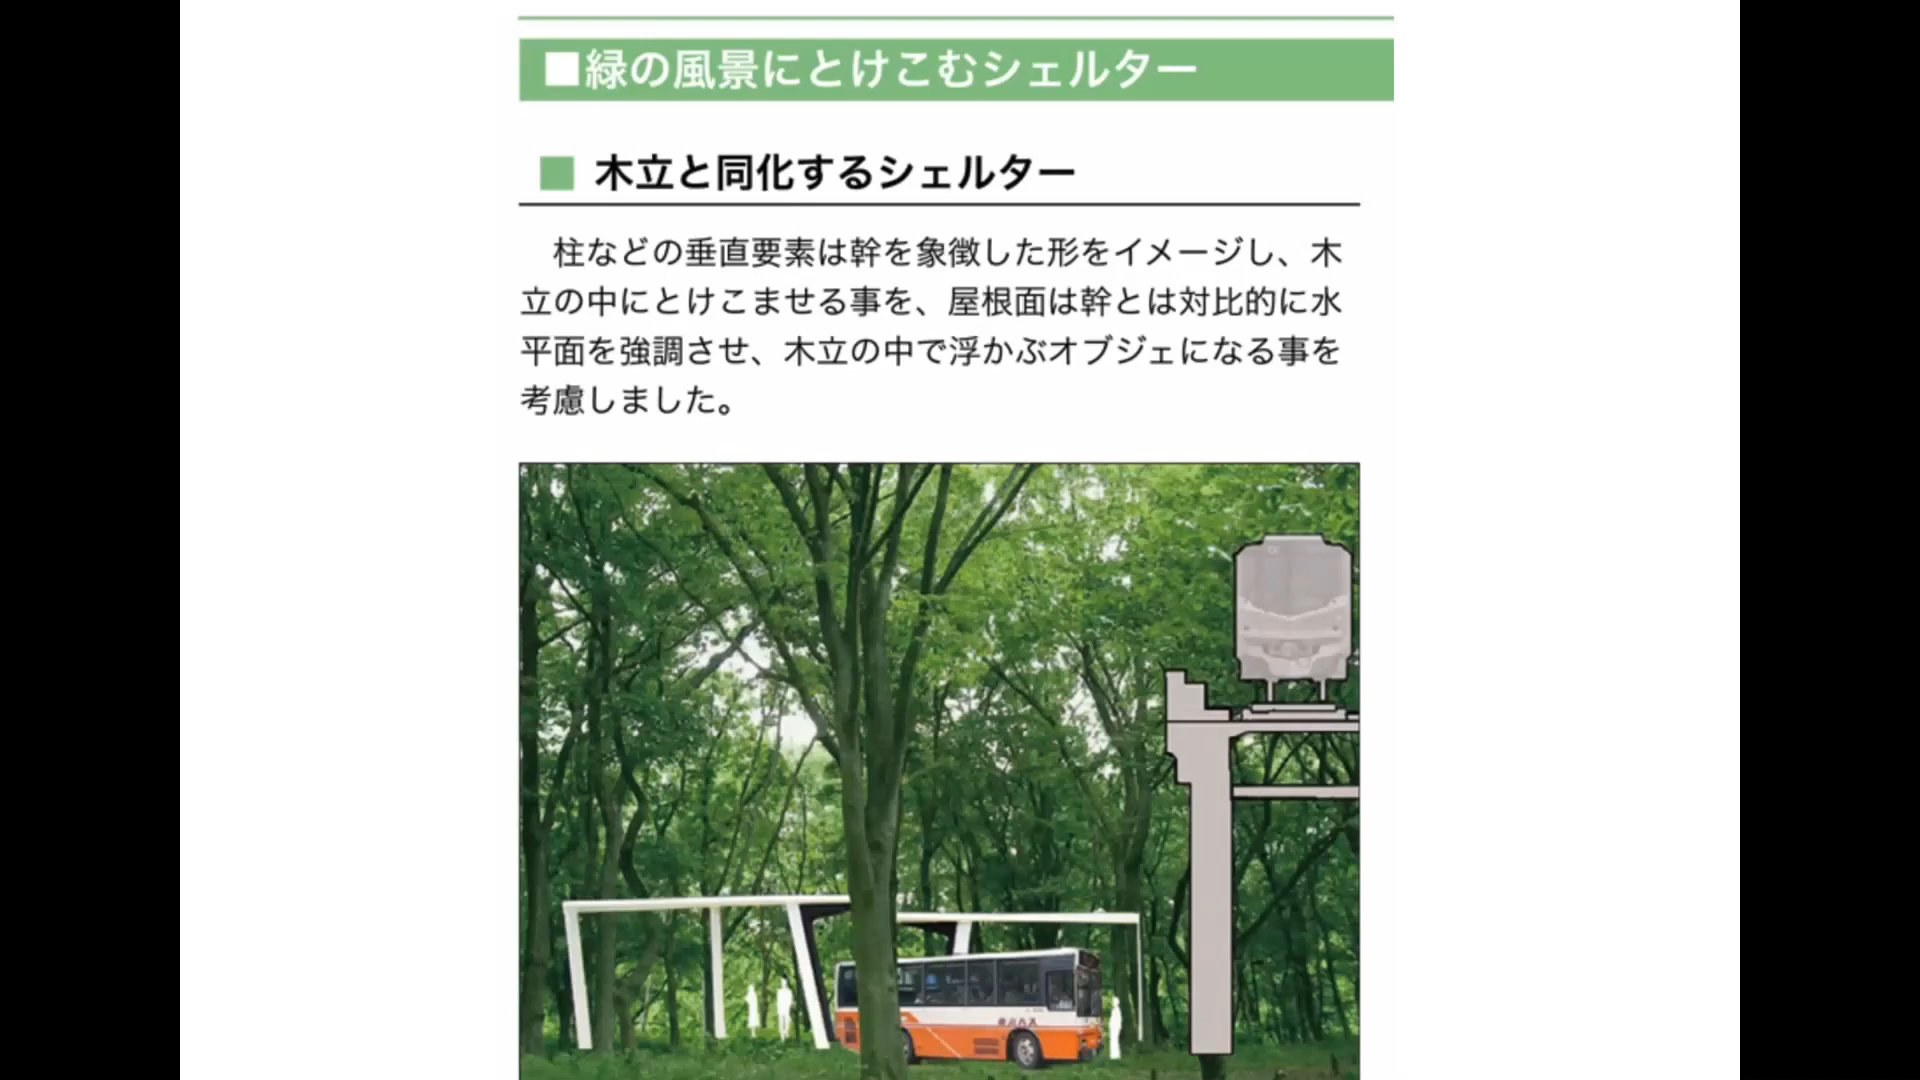 ■緑の風景にとけこむシェルター
■ 木立と同化するシェルター
柱などの垂直要素は幹を象徴した形をイメージし、木
立の中にとけこませる事を、屋根面は幹とは対比的に水
平面を強調させ、木立の中で浮かぶオブジェになる事を
考慮しました。